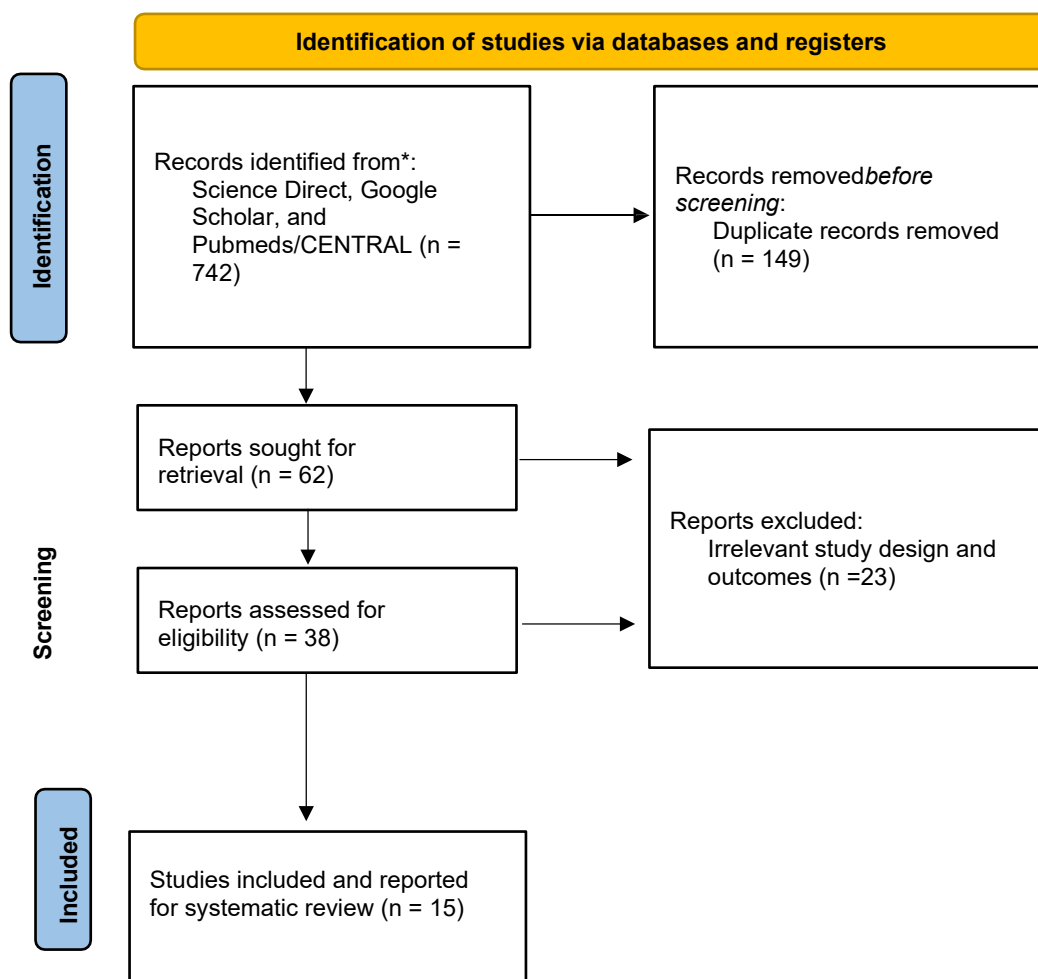 Identification of studies via databases and registers
Identification
Records identified from*:
Science Direct, Google
Scholar, and
Pubmeds/CENTRAL (n =
742)
Records removedbefore
screening:
Duplicate records removed
(n = 149)
Screening
Reports sought for
retrieval (n = 62)
Reports excluded:
Irrelevant study design and
outcomes (n =23)
Reports assessed for
eligibility (n = 38)
Included
Studies included and reported
for systematic review (n = 15)